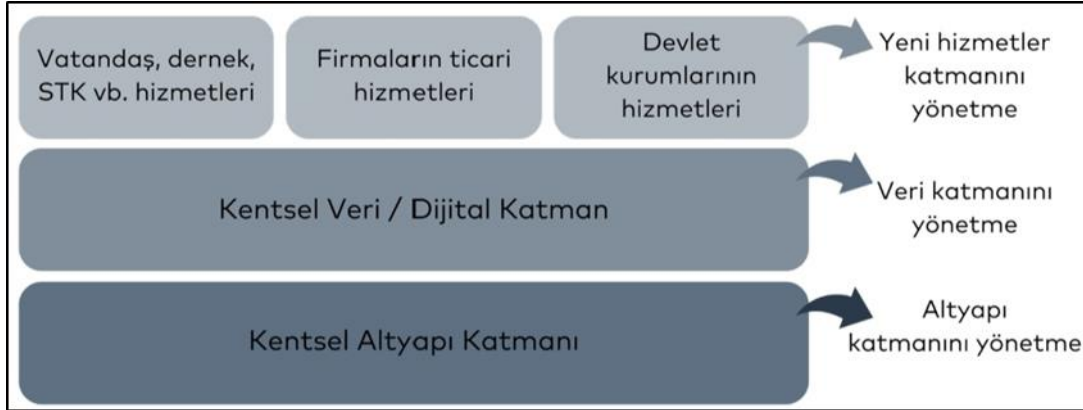 Vatandaş, dernek,
STK vb. hizmetleri
Firmaların ticari
hizmetleri
Devlet
kurumlarının
hizmetleri
Yeni hizmetler
katmanını
yönetme
Kentsel Veri / Dijital Katman
Veri katmanını
yönetme
Kentsel Altyapı Katmanı
Altyapı
katmanını yönetme